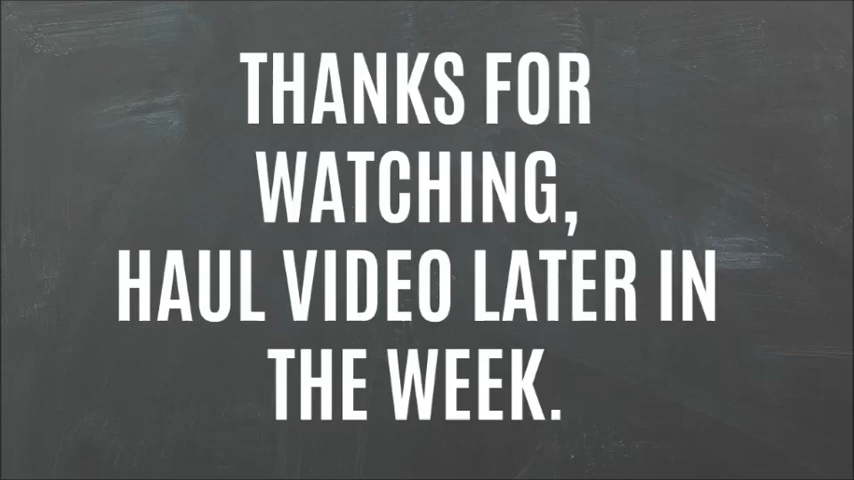 THANKS FOR
WATCHING,
HAUL VIDEO LATER IN
THE WEEK.